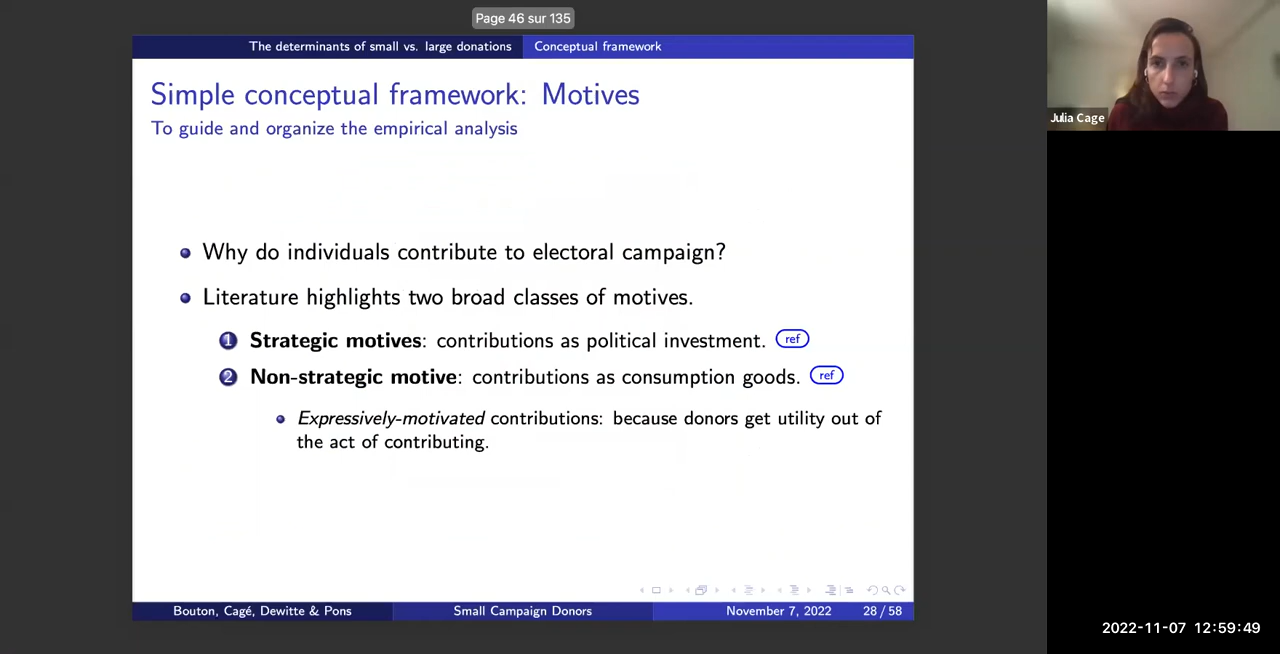 Page 46 sur 135
The determinants of small vs. large donations
Conceptual framework
Simple conceptual framework: Motives
To guide and organize the empirical analysis
Why do individuals contribute to electoral campaign?
Literature highlights two broad classes of motives.
1 Strategic motives: contributions as political investment. ref
2 Non-strategic motive: contributions as consumption goods. ref
Expressively-motivated contributions: because donors get utility out of
the act of contributing.
Bouton, Cagé, Dewitte & Pons
Small Campaign Donors
November 7, 2022
28 / 58
Julia Cage
2022-11-07 12:59:49